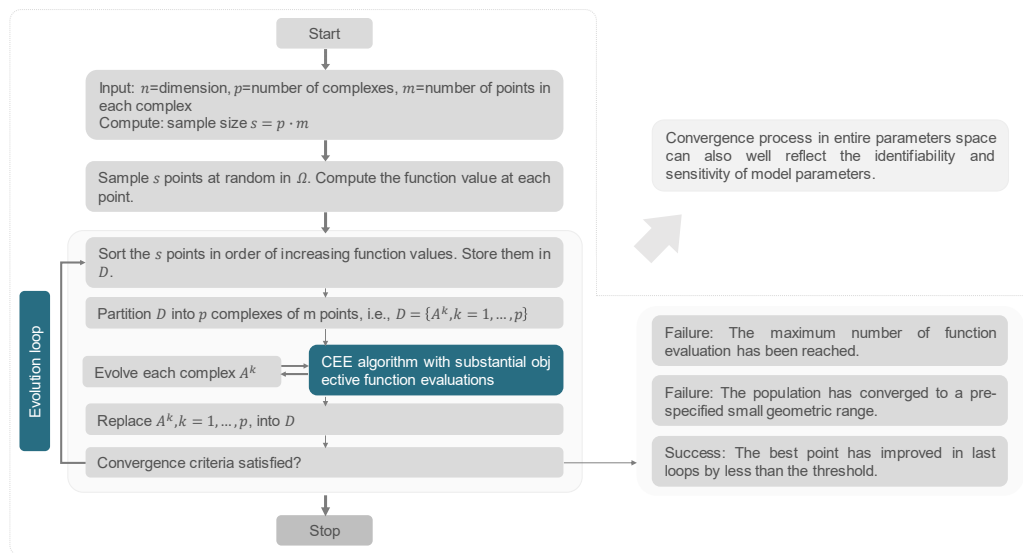 Start
Input: n=dimension, p=number of complexes, m=number of points in
each complex
Compute: sample size s = p · m
Sample s points at random in Ω. Compute the function value at each
point.
Sort the s points in order of increasing function values. Store them in
D.
Partition D into p complexes of m points, i.e., D = {A^k, k = 1, ..., p}
Evolve each complex A^k
CEE algorithm with substantial obj
ective function evaluations
Replace A^k, k = 1, ..., p, into D
Convergence criteria satisfied?
Stop
Evolution loop
Convergence process in entire parameters space
can also well reflect the identifiability and
sensitivity of model parameters.
Failure: The maximum number of function
evaluation has been reached.
Failure: The population has converged to a pre-
specified small geometric range.
Success: The best point has improved in last
loops by less than the threshold.